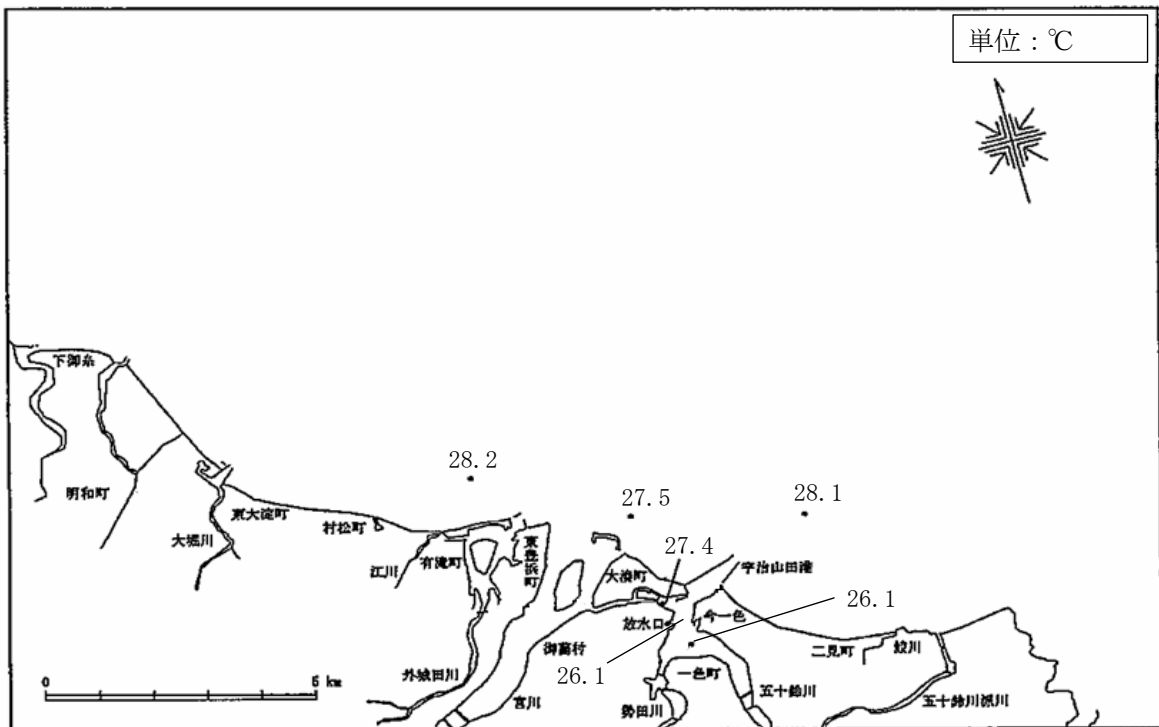 単位：℃
下御糸
28.2
明和町
27.5
28.1
東大淀町
村松町
大堀川
27.4
江川
有滝町
東豊浜町
大湊町
宇治山田港
26.1
放水口
今一色
御薗村
二見町
鮫川
外城田川
26.1
一色町
0
6 km
宮川
勢田川
五十鈴川
五十鈴川派川